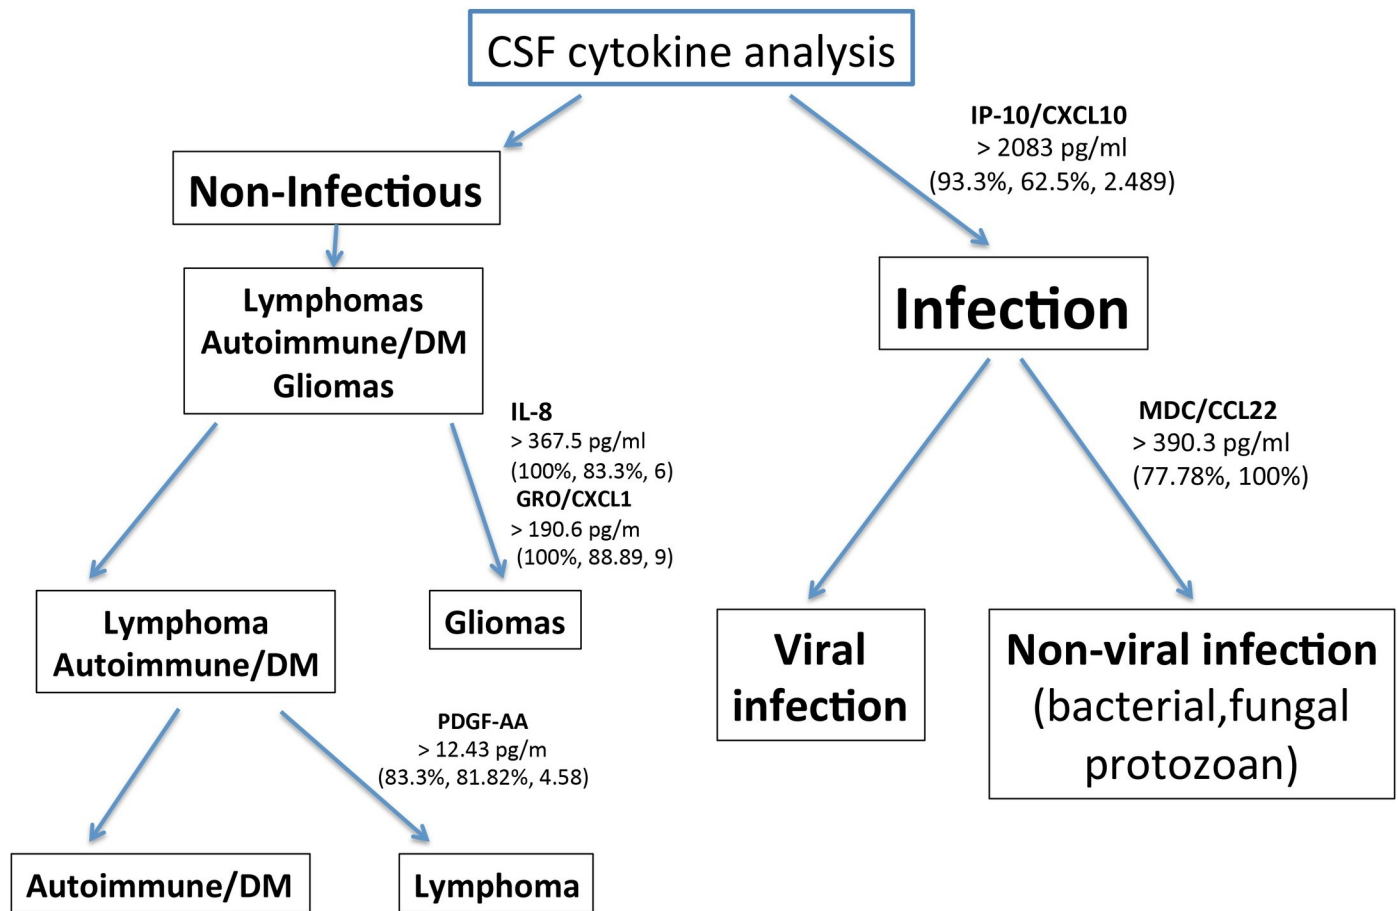 CSF cytokine analysis
IP-10/CXCL10
> 2083 pg/ml
(93.3%, 62.5%, 2.489)
Non-Infectious
Infection
Lymphomas
Autoimmune/DM
Gliomas
IL-8
> 367.5 pg/ml
(100%, 83.3%, 6)
GRO/CXCL1
> 190.6 pg/m
(100%, 88.89, 9)
MDC/CCL22
> 390.3 pg/ml
(77.78%, 100%)
Lymphoma
Autoimmune/DM
Gliomas
Viral
infection
Non-viral infection
(bacterial,fungal
protozoan)
PDGF-AA
> 12.43 pg/m
(83.3%, 81.82%, 4.58)
Autoimmune/DM
Lymphoma